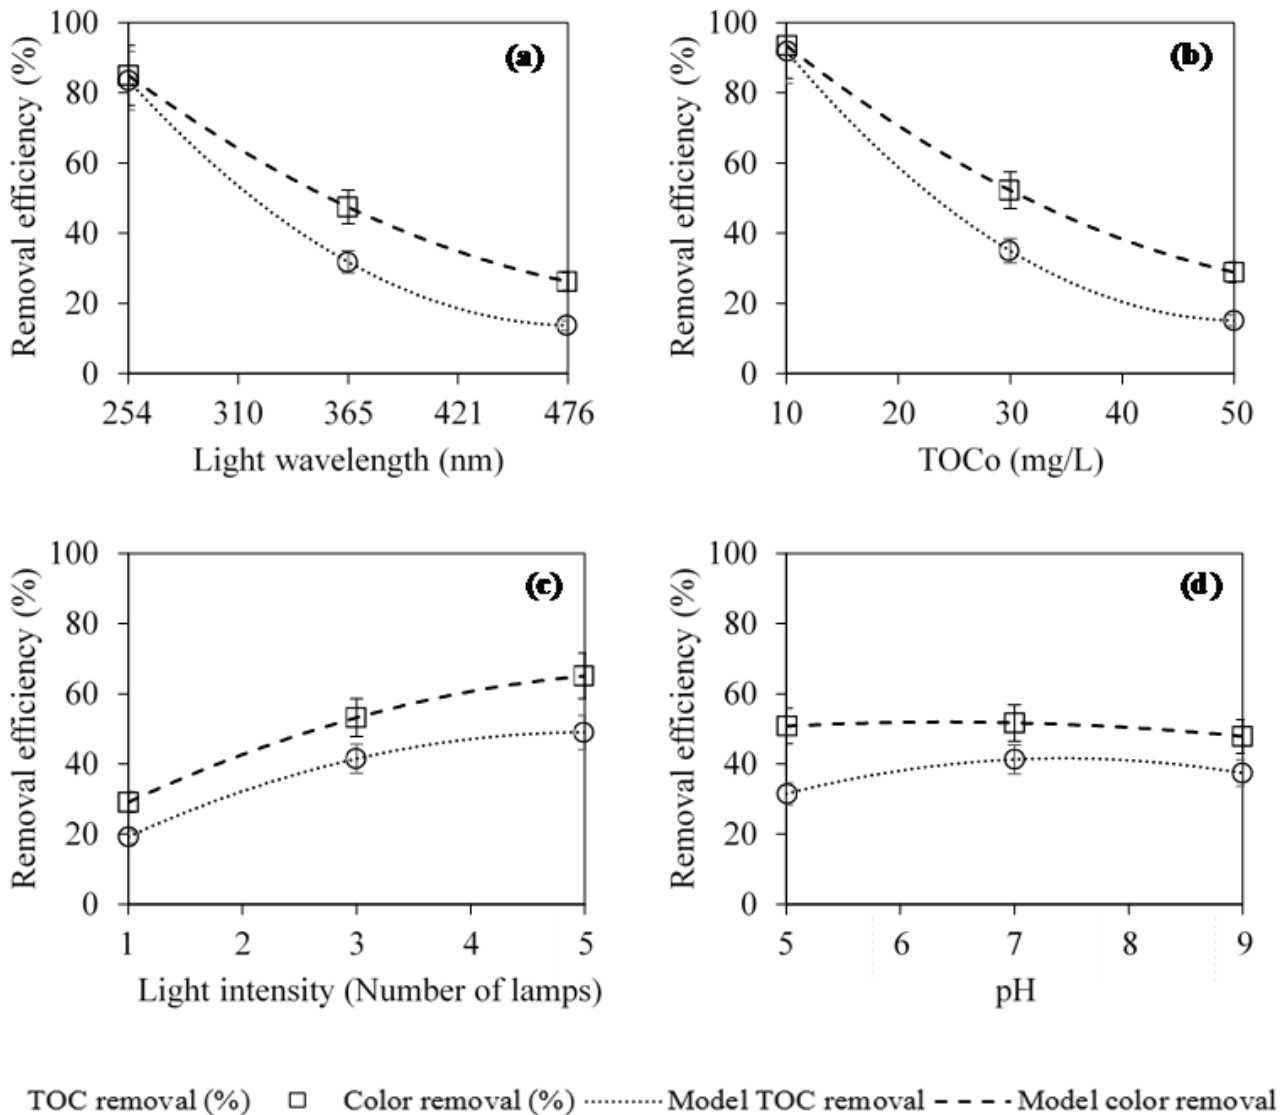 Removal efficiency (%)
100
80
60
40
20
0
(a)
254 310 365 421 476
Light wavelength (nm)
Removal efficiency (%)
100
80
60
40
20
0
(b)
10 20 30 40 50
TOCo (mg/L)
Removal efficiency (%)
100
80
60
40
20
0
(c)
1 2 3 4 5
Light intensity (Number of lamps)
Removal efficiency (%)
100
80
60
40
20
0
(d)
5 6 7 8 9
pH
TOC removal (%) Color removal (%) Model TOC removal Model color removal